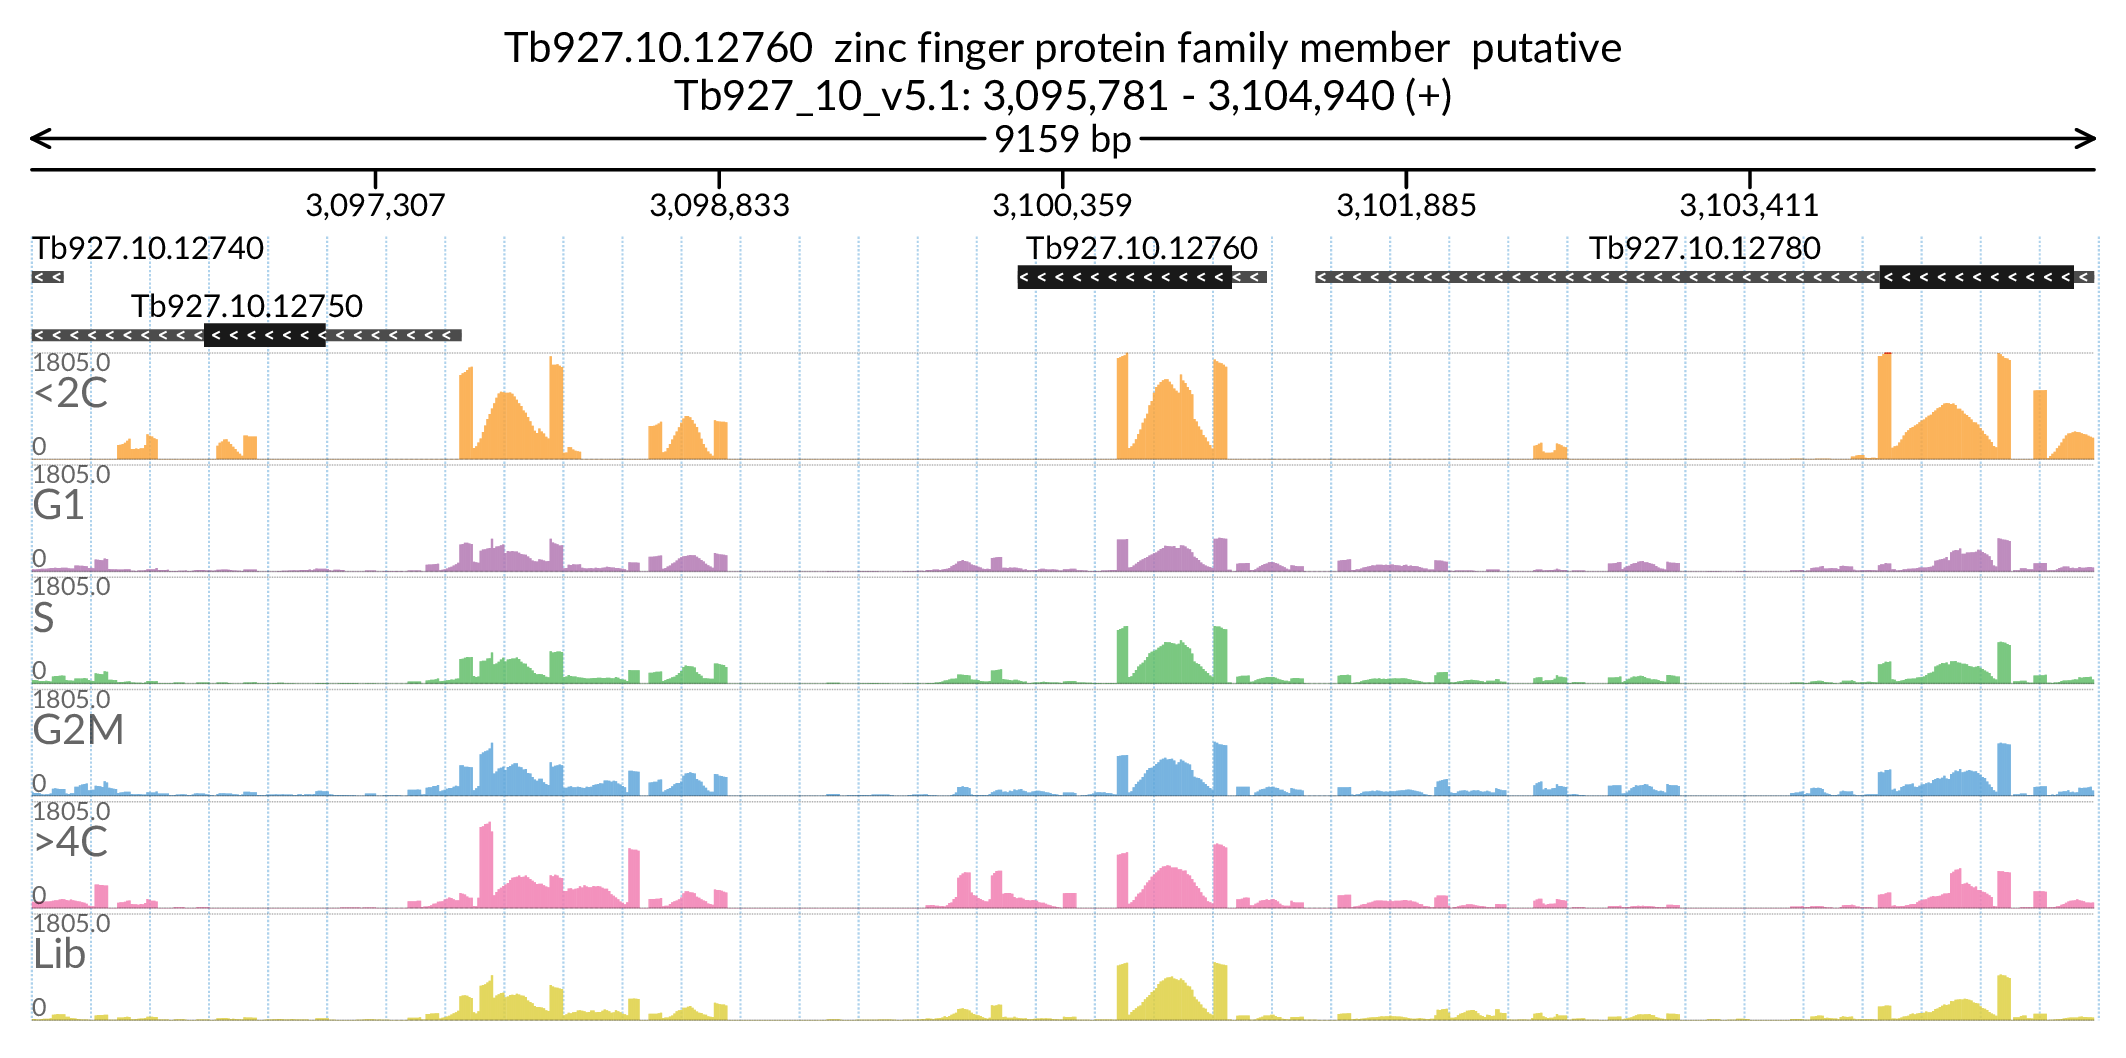 Tb927.10.12760  zinc finger protein family member  putative
Tb927_10_v5.1: 3,095,781 - 3,104,940 (+)
9159 bp
3,097,307 3,098,833 3,100,359 3,101,885 3,103,411
Tb927.10.12740 Tb927.10.12760 Tb927.10.12780
Tb927.10.12750
1805.0
<2C
0
1805.0
G1
0
1805.0
S
0
1805.0
G2M
0
1805.0
>4C
0
1805.0
Lib
0